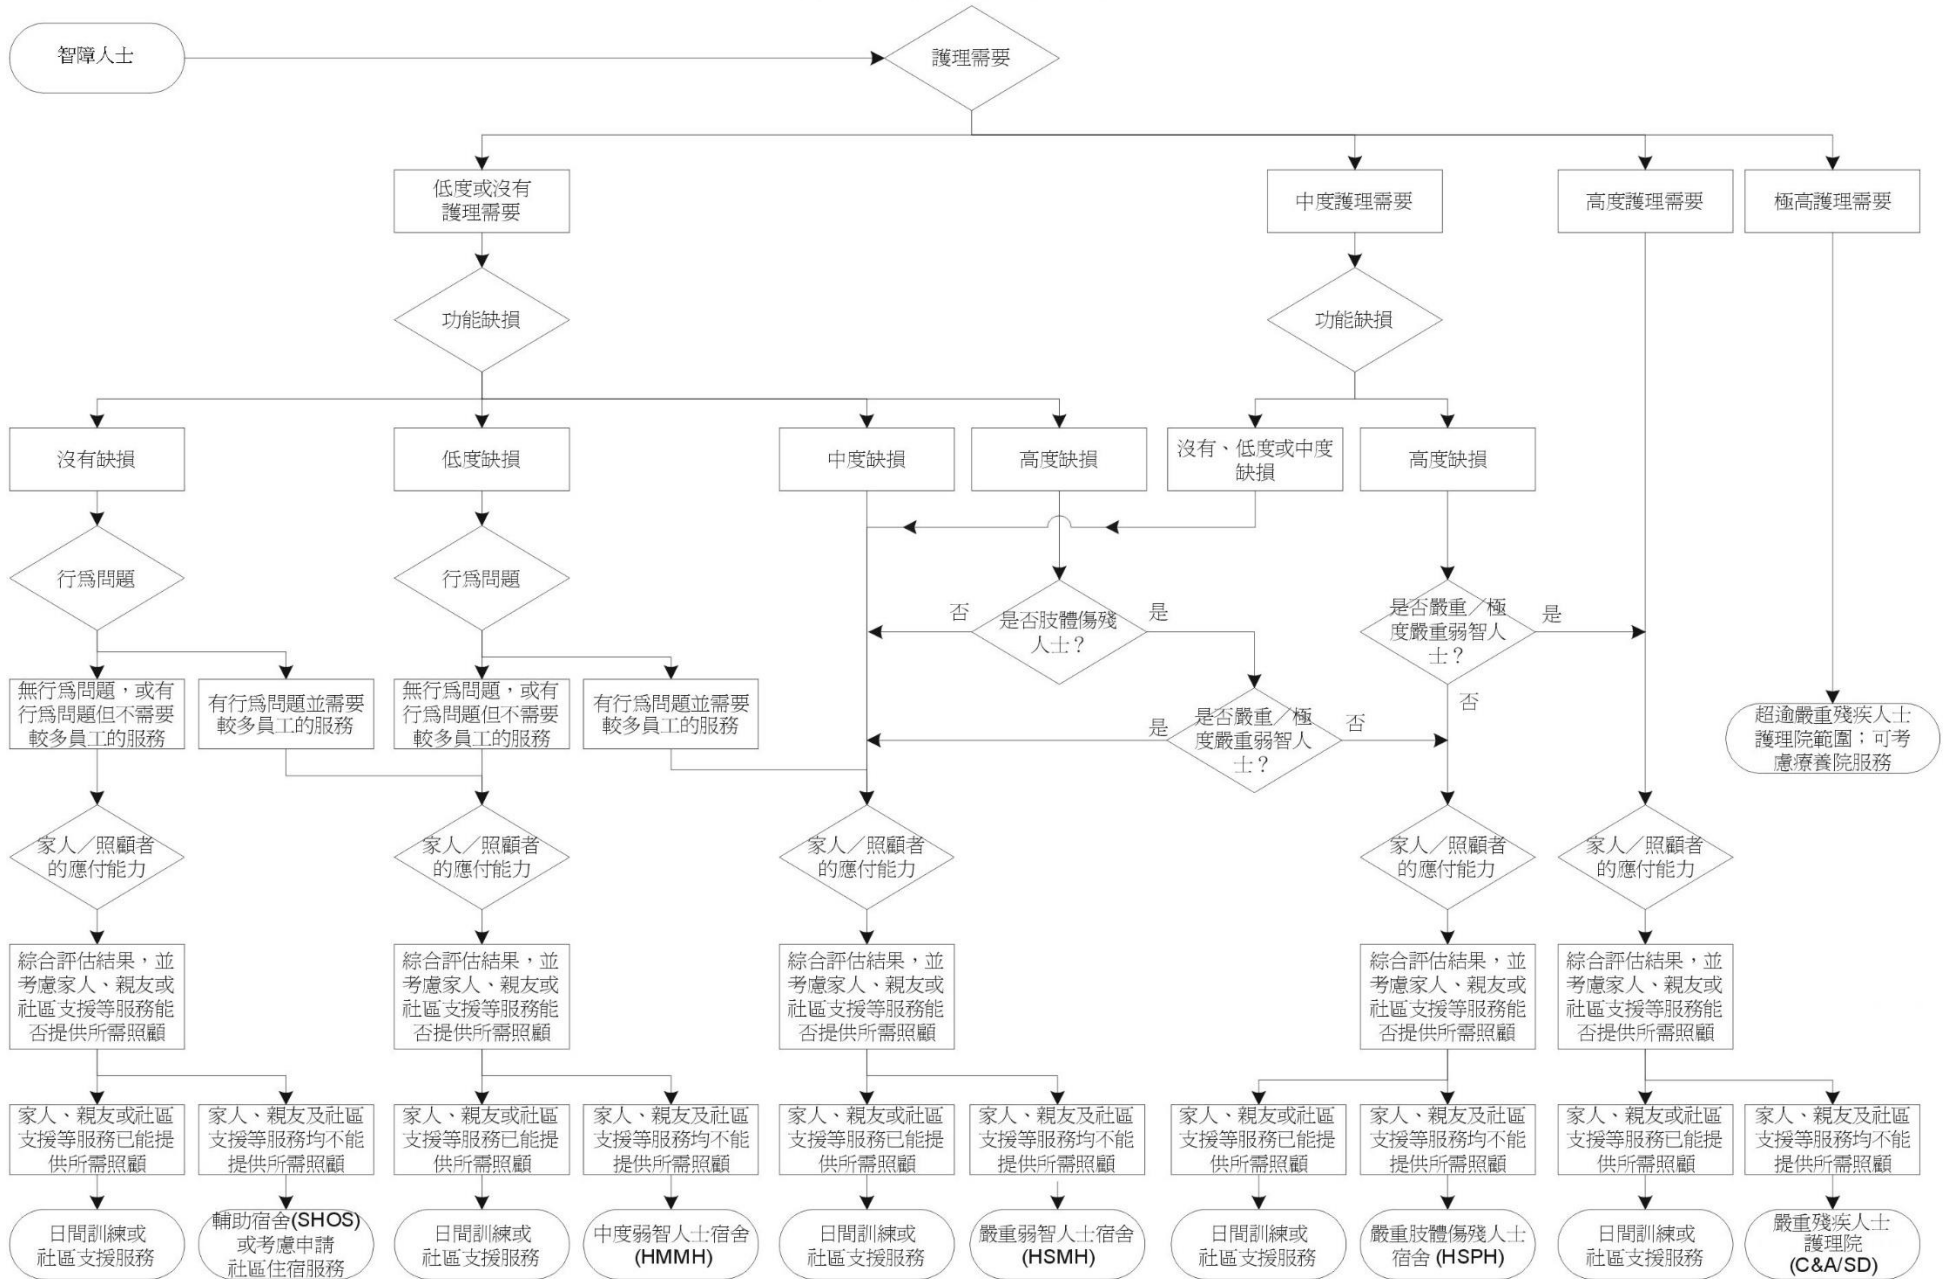 智障人士
護理需要
低度或沒有
護理需要
中度護理需要
高度護理需要
極高護理需要
功能缺損
功能缺損
沒有缺損
低度缺損
中度缺損
高度缺損
沒有、低度或中度
缺損
高度缺損
行爲問題
行爲問題
否
是否肢體傷殘
人士？
是
是否嚴重／極
度嚴重弱智人
士？
是
否
無行爲問題，或有
行爲問題但不需要
較多員工的服務
有行爲問題並需要
較多員工的服務
無行爲問題，或有
行爲問題但不需要
較多員工的服務
有行爲問題並需要
較多員工的服務
是
是否嚴重／極
度嚴重弱智人
士？
否
超逾嚴重殘疾人士
護理院範圍；可考
慮療養院服務
家人／照顧者
的應付能力
家人／照顧者
的應付能力
家人／照顧者
的應付能力
家人／照顧者
的應付能力
家人／照顧者
的應付能力
綜合評估結果，並
考慮家人、親友或
社區支援等服務能
否提供所需照顧
綜合評估結果，並
考慮家人、親友或
社區支援等服務能
否提供所需照顧
綜合評估結果，並
考慮家人、親友或
社區支援等服務能
否提供所需照顧
綜合評估結果，並
考慮家人、親友或
社區支援等服務能
否提供所需照顧
綜合評估結果，並
考慮家人、親友或
社區支援等服務能
否提供所需照顧
家人、親友或社區
支援等服務已能提
供所需照顧
家人、親友及社區
支援等服務均不能
提供所需照顧
家人、親友或社區
支援等服務已能提
供所需照顧
家人、親友及社區
支援等服務均不能
提供所需照顧
家人、親友或社區
支援等服務已能提
供所需照顧
家人、親友及社區
支援等服務均不能
提供所需照顧
家人、親友或社區
支援等服務已能提
供所需照顧
家人、親友及社區
支援等服務均不能
提供所需照顧
家人、親友或社區
支援等服務已能提
供所需照顧
家人、親友及社區
支援等服務均不能
提供所需照顧
日間訓練或
社區支援服務
輔助宿舍(SHOS)
或考慮申請
社區住宿服務
日間訓練或
社區支援服務
中度弱智人士宿舍
(HMMH)
日間訓練或
社區支援服務
嚴重弱智人士宿舍
(HSMH)
日間訓練或
社區支援服務
嚴重肢體傷殘人士
宿舍 (HSPH)
日間訓練或
社區支援服務
嚴重殘疾人士
護理院
(C&A/SD)